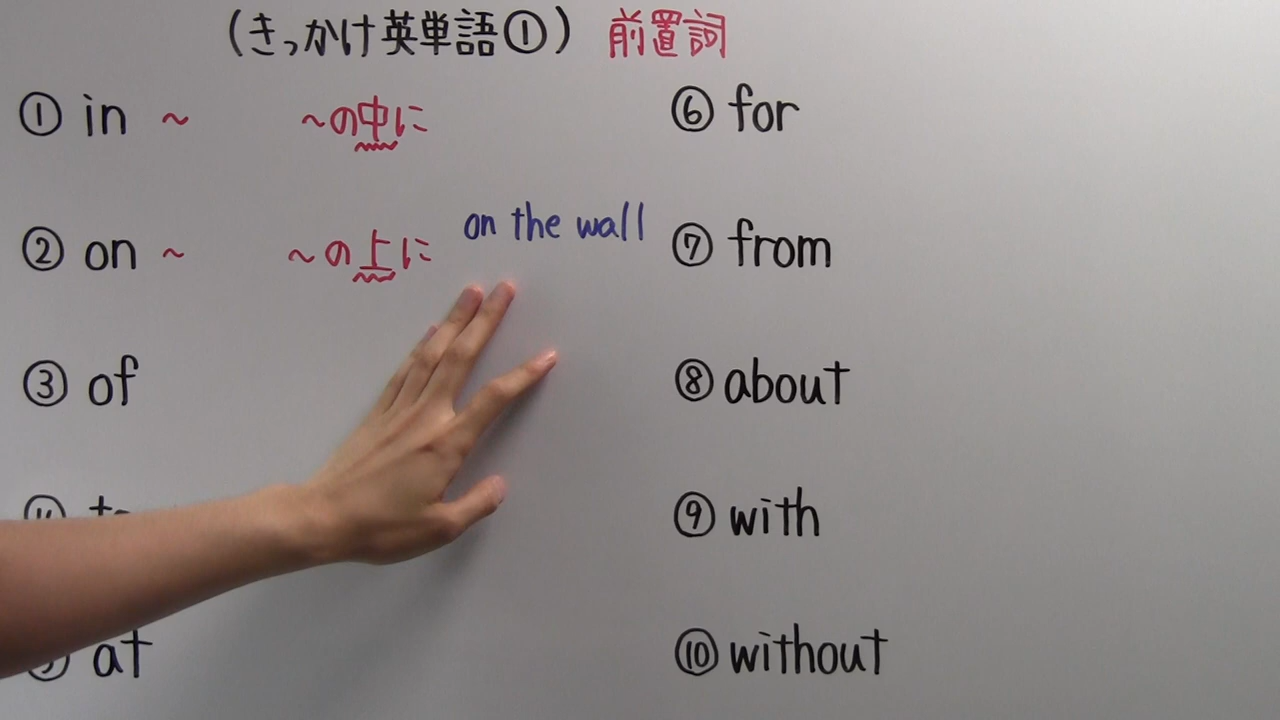 (きっかけ英単語①) 前置詞
① in ~ ~の中に
② on ~ ~の上に on the wall
③ of
at
⑥ for
⑦ from
⑧ about
⑨ with
⑩ without